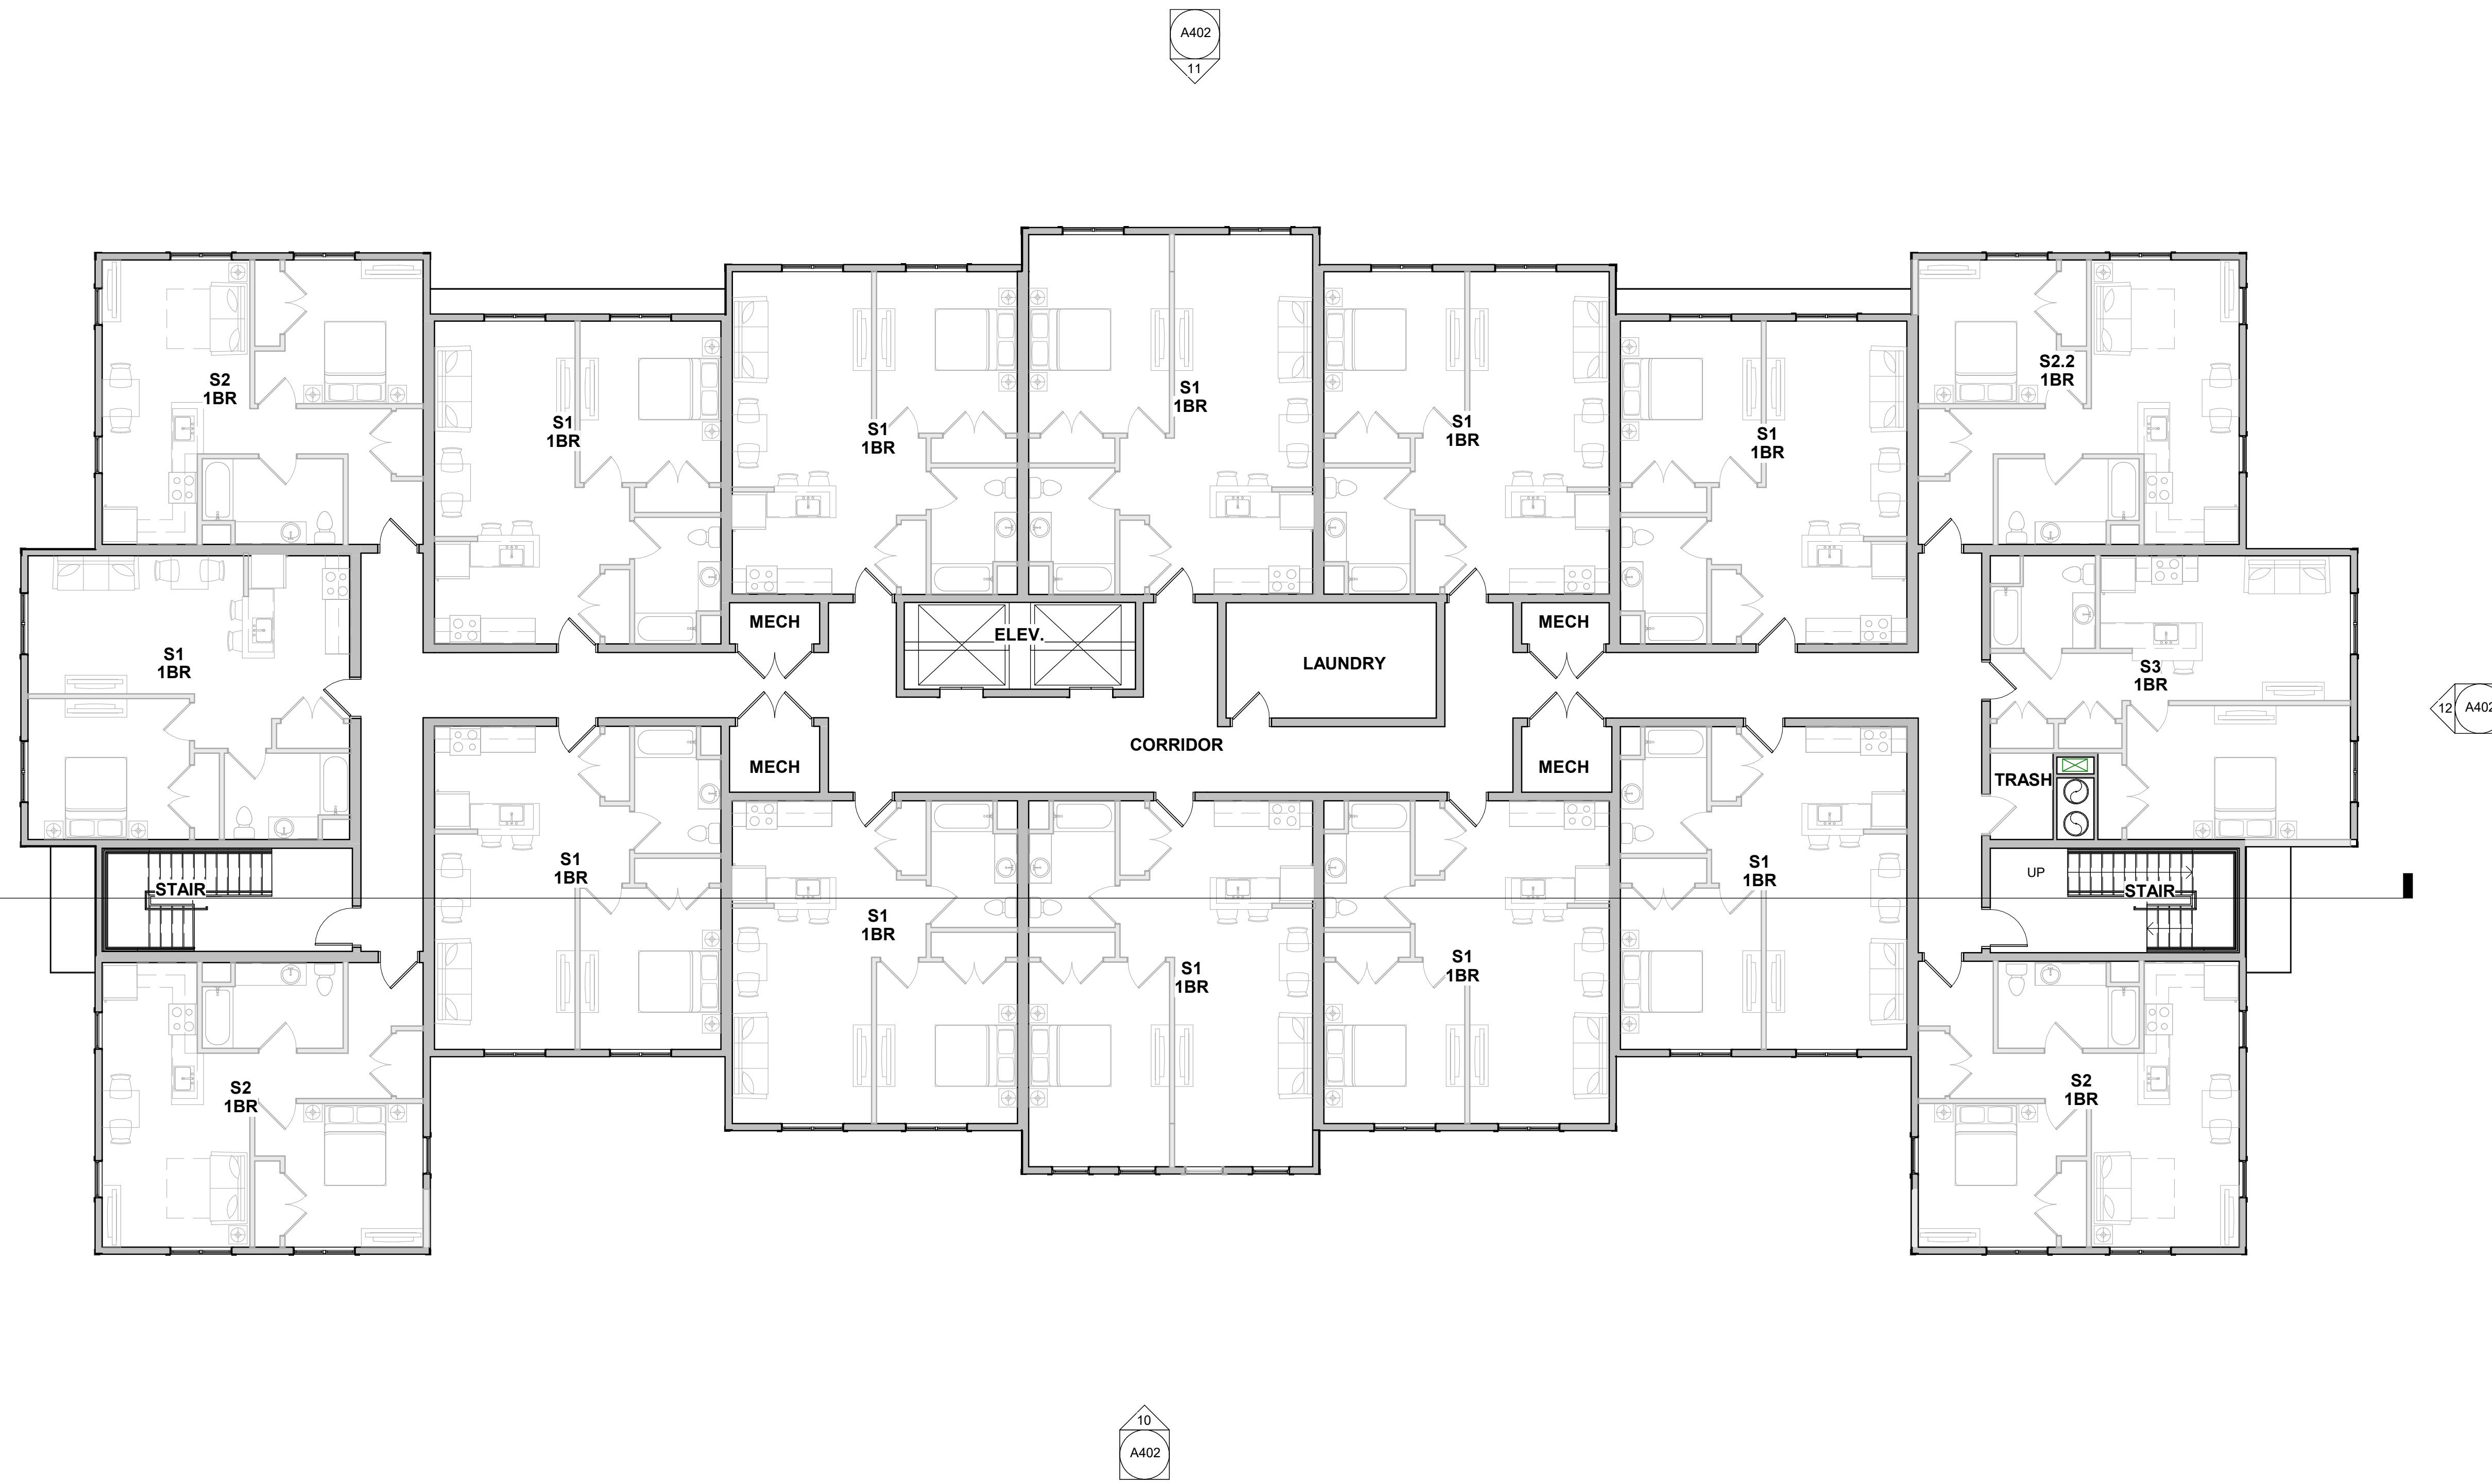 A402
11
S2
1BR
S1
1BR
S1
1BR
S1
1BR
S1
1BR
S1
1BR
S2.2
1BR
MECH
ELEV.
LAUNDRY
MECH
S1
1BR
S3
1BR
12
A402
CORRIDOR
MECH
MECH
TRASH
STAIR
S1
1BR
S1
1BR
S1
1BR
S1
1BR
S1
1BR
UP
STAIR
S2
1BR
S2
1BR
10
A402